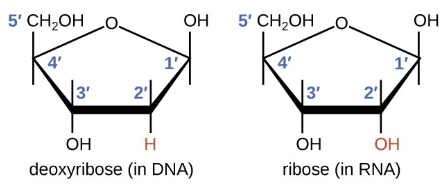 5′ CH₂OH O OH
4′ 1′
3′ 2′
OH H
deoxyribose (in DNA)
5′ CH₂OH O OH
4′ 1′
3′ 2′
OH OH
ribose (in RNA)